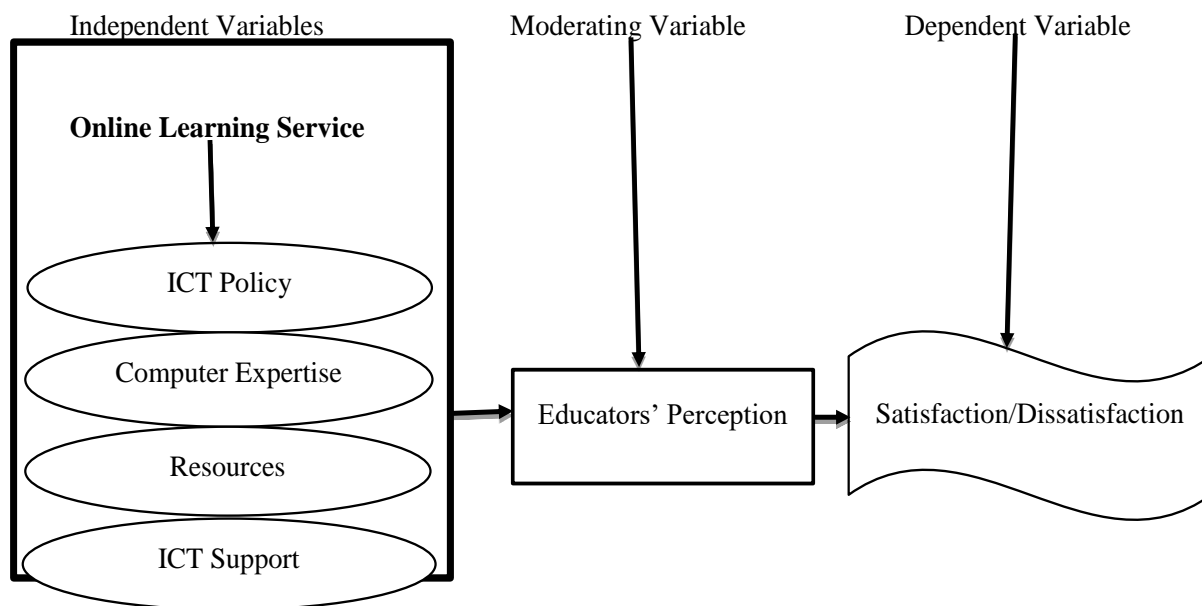 Independent Variables
Moderating Variable
Dependent Variable
Online Learning Service
ICT Policy
Computer Expertise
Resources
ICT Support
Educators’ Perception
Satisfaction/Dissatisfaction